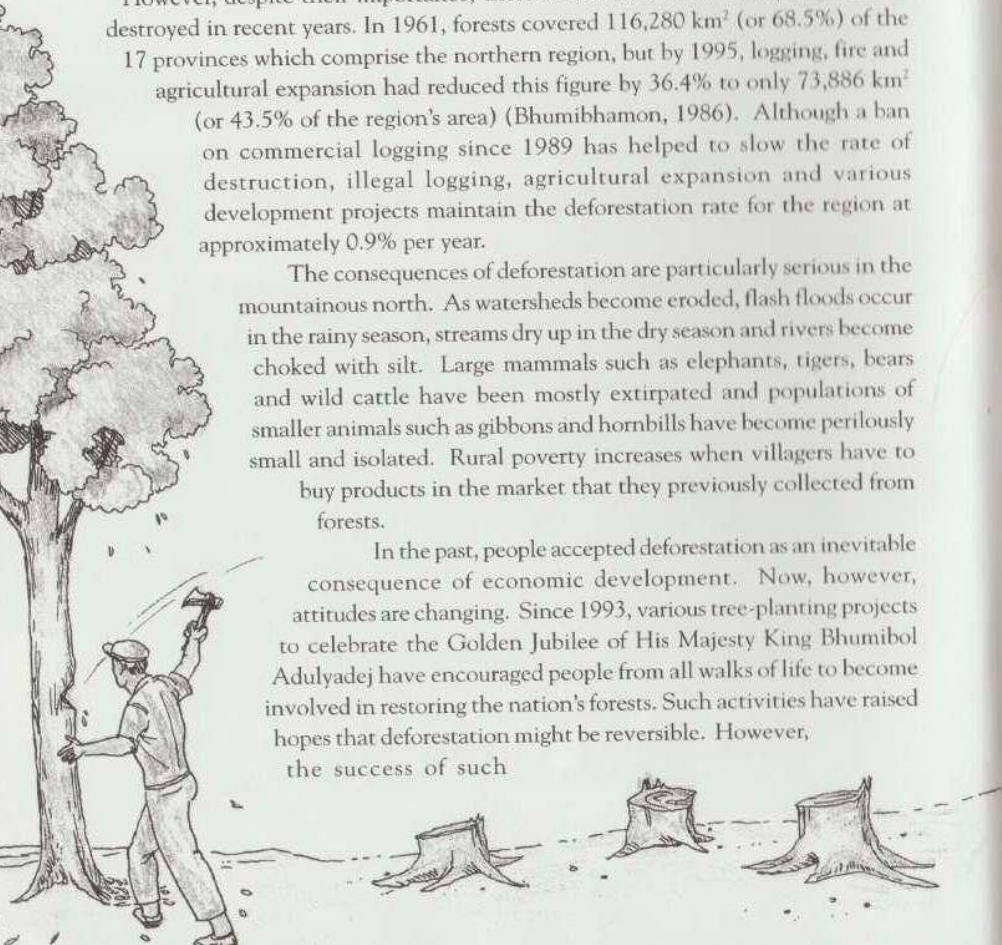 However, despite their importance,
destroyed in recent years. In 1961, forests covered 116,280 km² (or 68.5%) of the
17 provinces which comprise the northern region, but by 1995, logging, fire and
agricultural expansion had reduced this figure by 36.4% to only 73,886 km²
(or 43.5% of the region's area) (Bhumibhamon, 1986). Although a ban
on commercial logging since 1989 has helped to slow the rate of
destruction, illegal logging, agricultural expansion and various
development projects maintain the deforestation rate for the region at
approximately 0.9% per year.
The consequences of deforestation are particularly serious in the
mountainous north. As watersheds become eroded, flash floods occur
in the rainy season, streams dry up in the dry season and rivers become
choked with silt. Large mammals such as elephants, tigers, bears
and wild cattle have been mostly extirpated and populations of
smaller animals such as gibbons and hornbills have become perilously
small and isolated. Rural poverty increases when villagers have to
buy products in the market that they previously collected from
forests.
In the past, people accepted deforestation as an inevitable
consequence of economic development. Now, however,
attitudes are changing. Since 1993, various tree-planting projects
to celebrate the Golden Jubilee of His Majesty King Bhumibol
Adulyadej have encouraged people from all walks of life to become
involved in restoring the nation's forests. Such activities have raised
hopes that deforestation might be reversible. However,
the success of such